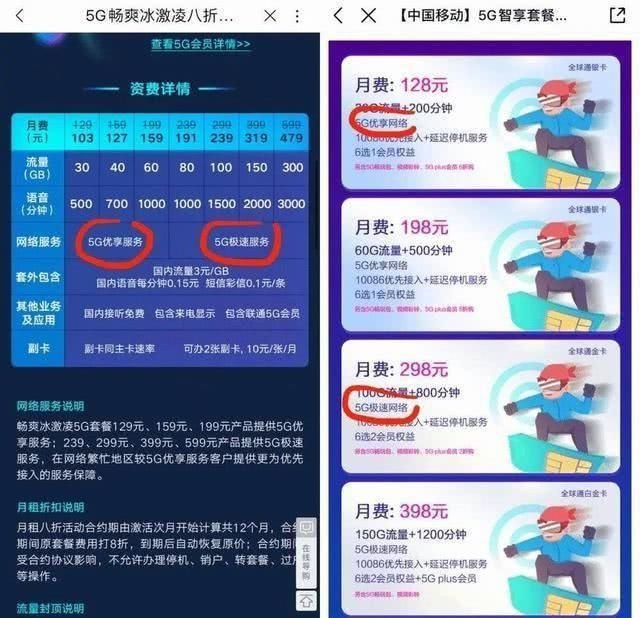 5G畅爽冰激凌八折...
查看5G会员详情>>
资费详情
月费(元) 129 159 199 239 299 399 599
103 127 159 191 239 319 479
流量(GB) 30 40 60 80 100 150 300
语音(分钟) 500 700 1000 1000 1500 2000 3000
网络服务 5G优享服务 5G极速服务
套外包含 国内流量3元/GB
国内语音每分钟0.15元 短信彩信0.1元/条
其他业务及应用 国内接听免费 包含来电显示 包含联通5G会员
副卡 副卡同主卡速率 可办2张副卡, 10元/张/月
网络服务说明
畅爽冰激凌5G套餐129元、159元、199元产品提供5G优
享服务; 239、299元、399元、599元产品提供5G极速服
务, 在网络繁忙地区较5G优享服务客户提供更为优先
接入的服务保障。
月租折扣说明
月租八折活动合约期由激活次月开始计算共12个月, 合约
期间原套餐费用打8折, 到期后自动恢复原价; 合约期间
受合约协议影响, 不允许办理停机、销户、转套餐、过户
等操作。
流量封顶说明
在线导购
【中国移动】5G智享套餐...
全球通银卡
月费: 128元
30G流量+200分钟
5G优享网络
10086优先接入+延迟停机服务
6选1会员权益
全球通银卡
月费: 198元
60G流量+500分钟
5G优享网络
10086优先接入+延迟停机服务
6选1会员权益
全球通金卡
月费: 298元
100G流量+800分钟
5G极速网络
10086优先接入+延迟停机服务
6选2会员权益
全球通白金卡
月费: 398元
150G流量+1200分钟
5G极速网络
10086优先接入+延迟停机服务
6选2会员权益+5G plus会员